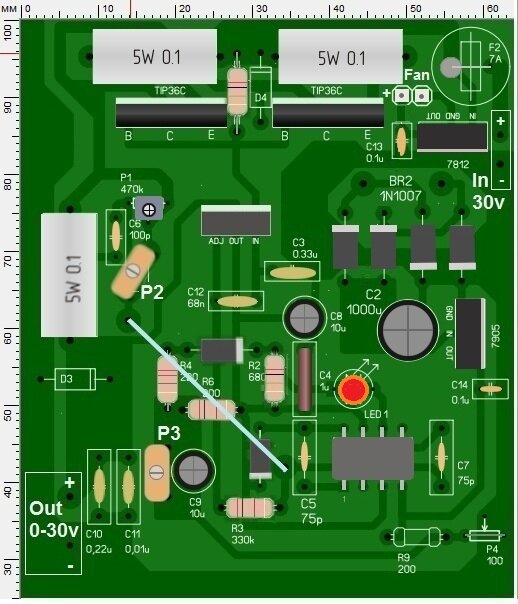 мм 0 10 20 30 40 50 60
100
90
80
70
60
50
40
30
5W 0.1
5W 0.1
F2
7A
TIP36C
TIP36C
D4
Fan
+
B C E
B C E
C13
0.1u
OUT GND IN
7812
+
-
In
30v
BR2
1N1007
P1
470k
C6
100p
ADJ OUT IN
5W 0.1
P2
C3
0.33u
C12
68n
C8
10u
C2
1000u
IN GND OUT
7905
D3
R4
200
R6
200
R2
680
C4
1u
LED 1
C14
0.1u
P3
C9
10u
C5
75p
1
C7
75p
+
Out
0-30v
-
C10
0,22u
C11
0,01u
R3
330k
R9
200
P4
100